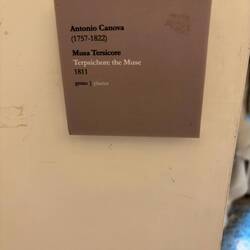 Antonio Canova
(1757-1822)
Musa Tersicore
Terpsichore the Muse
1811
gesso | plaster